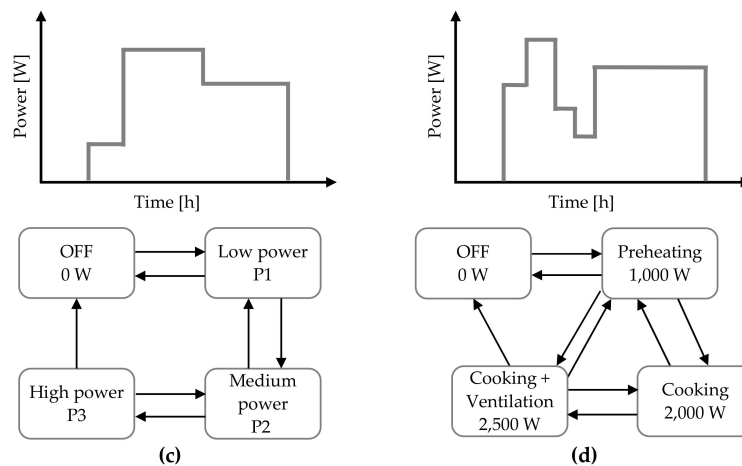 Power [W]
Time [h]
OFF
0 W
Low power
P1
High power
P3
Medium
power
P2
(c)
Power [W]
Time [h]
OFF
0 W
Preheating
1,000 W
Cooking +
Ventilation
2,500 W
Cooking
2,000 W
(d)